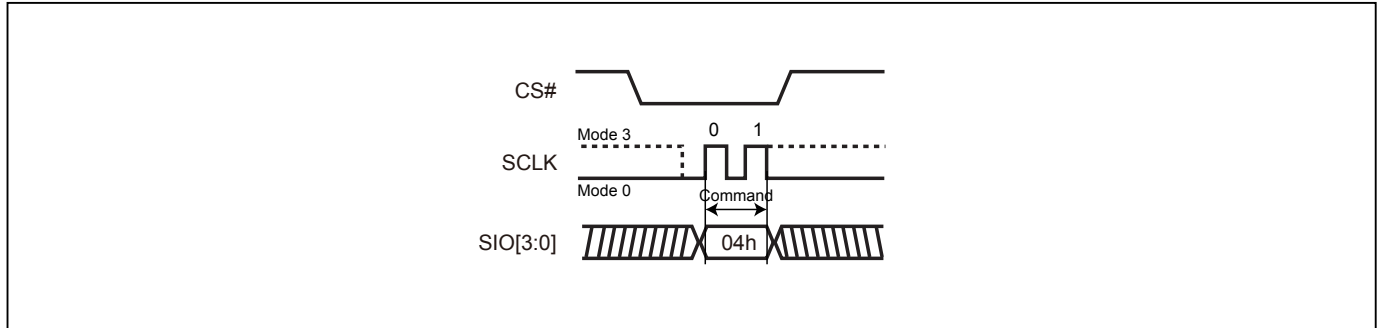 CS#
Mode 3 0 1
SCLK
Mode 0 Command
SIO[3:0] 04h